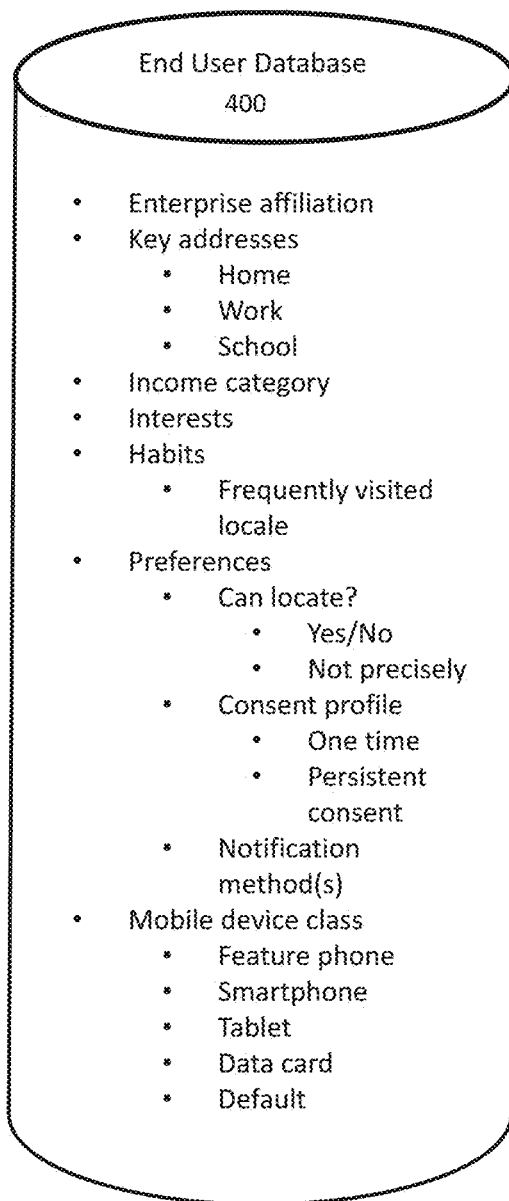 End User Database
400
• Enterprise affiliation
• Key addresses
• Home
• Work
• School
• Income category
• Interests
• Habits
• Frequently visited
locale
• Preferences
• Can locate?
• Yes/No
• Not precisely
• Consent profile
• One time
• Persistent
consent
• Notification
method(s)
• Mobile device class
• Feature phone
• Smartphone
• Tablet
• Data card
• Default